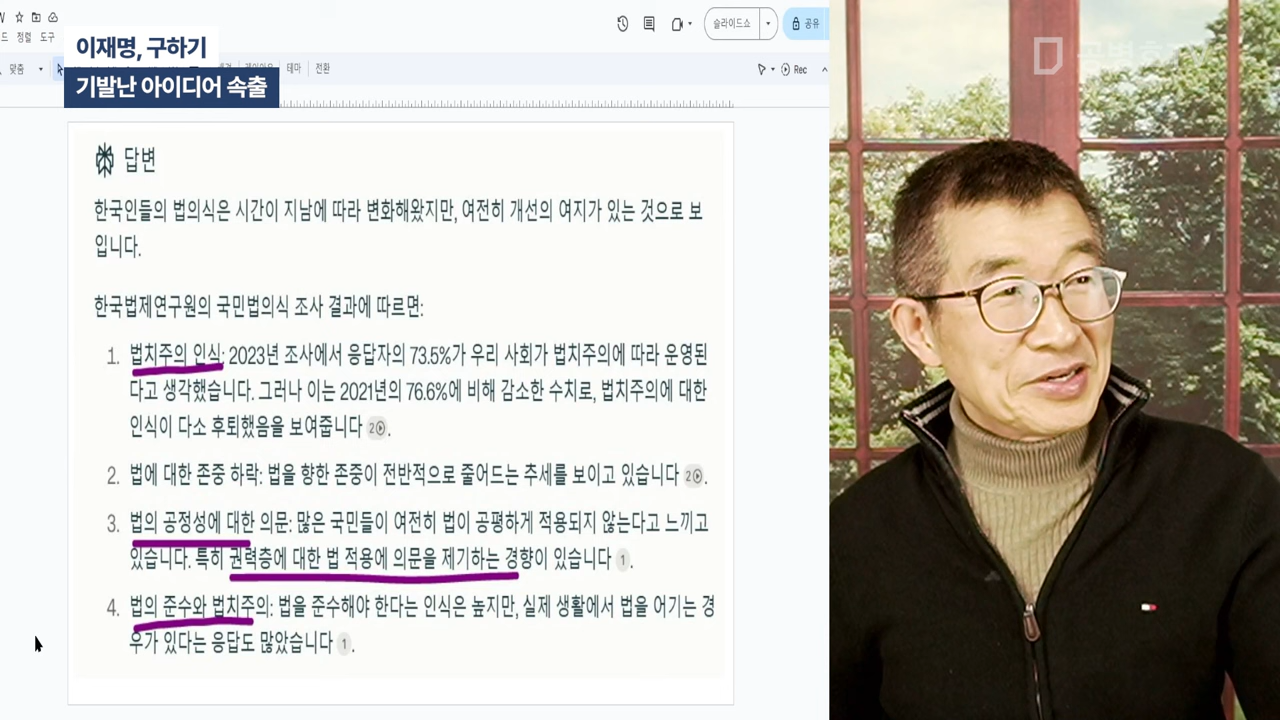 이재명, 구하기
기발난 아이디어 속출
정렬 도구
맞춤
테마 전환
슬라이드쇼
공유
Rec
답변
한국인들의 법의식은 시간이 지남에 따라 변화해왔지만, 여전히 개선의 여지가 있는 것으로 보
입니다.
한국법제연구원의 국민법의식 조사 결과에 따르면:
1. 법치주의 인식: 2023년 조사에서 응답자의 73.5%가 우리 사회가 법치주의에 따라 운영된
다고 생각했습니다. 그러나 이는 2021년의 76.6%에 비해 감소한 수치로, 법치주의에 대한
인식이 다소 후퇴했음을 보여줍니다 2.
2. 법에 대한 존중 하락: 법을 향한 존중이 전반적으로 줄어드는 추세를 보이고 있습니다 2.
3. 법의 공정성에 대한 의문: 많은 국민들이 여전히 법이 공평하게 적용되지 않는다고 느끼고
있습니다. 특히 권력층에 대한 법 적용에 의문을 제기하는 경향이 있습니다 1.
4. 법의 준수와 법치주의: 법을 준수해야 한다는 인식은 높지만, 실제 생활에서 법을 어기는 경
우가 있다는 응답도 많았습니다 1.